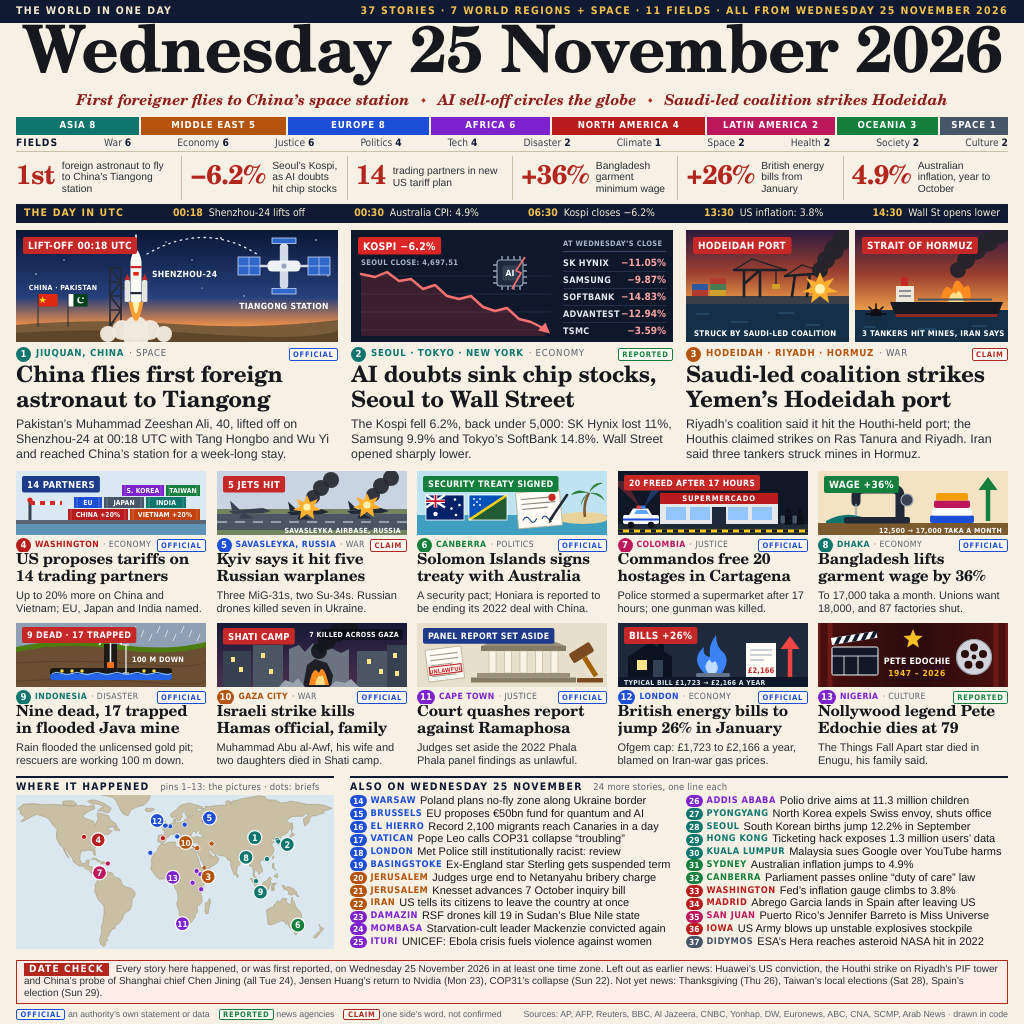 THE WORLD IN ONE DAY
37 STORIES · 7 WORLD REGIONS + SPACE · 11 FIELDS · ALL FROM WEDNESDAY 25 NOVEMBER 2026
Wednesday 25 November 2026
First foreigner flies to China's space station • AI sell-off circles the globe • Saudi-led coalition strikes Hodeidah
ASIA 8
MIDDLE EAST 5
EUROPE 8
AFRICA 6
NORTH AMERICA 4
LATIN AMERICA 2
OCEANIA 3
SPACE 1
FIELDS War 6 Economy 6 Justice 6 Politics 4 Tech 4 Disaster 2 Climate 1 Space 2 Health 2 Society 2 Culture 2
1st
foreign astronaut to fly
to China's Tiangong
station
−6.2%
Seoul's Kospi,
as AI doubts
hit chip stocks
14
trading partners in new
US tariff plan
+36%
Bangladesh
garment
minimum wage
+26%
British energy
bills from
January
4.9%
Australian
inflation, year to
October
THE DAY IN UTC 00:18 Shenzhou-24 lifts off 00:30 Australia CPI: 4.9% 06:30 Kospi closes −6.2% 13:30 US inflation: 3.8% 14:30 Wall St opens lower
LIFT-OFF 00:18 UTC
SHENZHOU-24
CHINA · PAKISTAN
TIANGONG STATION
1 JIUQUAN, CHINA · SPACE OFFICIAL
China flies first foreign
astronaut to Tiangong
Pakistan's Muhammad Zeeshan Ali, 40, lifted off on
Shenzhou-24 at 00:18 UTC with Tang Hongbo and Wu Yi
and reached China's station for a week-long stay.
KOSPI −6.2%
SEOUL CLOSE: 4,697.51
AI
AT WEDNESDAY'S CLOSE
SK HYNIX −11.05%
SAMSUNG −9.87%
SOFTBANK −14.83%
ADVANTEST −12.94%
TSMC −3.59%
2 SEOUL · TOKYO · NEW YORK · ECONOMY REPORTED
AI doubts sink chip stocks,
Seoul to Wall Street
The Kospi fell 6.2%, back under 5,000: SK Hynix lost 11%,
Samsung 9.9% and Tokyo's SoftBank 14.8%. Wall Street
opened sharply lower.
HODEIDAH PORT
STRUCK BY SAUDI-LED COALITION
STRAIT OF HORMUZ
3 TANKERS HIT MINES, IRAN SAYS
3 HODEIDAH · RIYADH · HORMUZ · WAR CLAIM
Saudi-led coalition strikes
Yemen's Hodeidah port
Riyadh's coalition said it hit the Houthi-held port; the
Houthis claimed strikes on Ras Tanura and Riyadh. Iran
said three tankers struck mines in Hormuz.
14 PARTNERS
S. KOREA TAIWAN
EU JAPAN INDIA
CHINA +20% VIETNAM +20%
4 WASHINGTON · ECONOMY OFFICIAL
US proposes tariffs on
14 trading partners
Up to 20% more on China and
Vietnam; EU, Japan and India named.
5 JETS HIT
SAVASLEYKA AIRBASE, RUSSIA
5 SAVASLEYKA, RUSSIA · WAR CLAIM
Kyiv says it hit five
Russian warplanes
Three MiG-31s, two Su-34s. Russian
drones killed seven in Ukraine.
SECURITY TREATY SIGNED
6 CANBERRA · POLITICS OFFICIAL
Solomon Islands signs
treaty with Australia
A security pact; Honiara is reported to
be ending its 2022 deal with China.
20 FREED AFTER 17 HOURS
SUPERMERCADO
7 COLOMBIA · JUSTICE OFFICIAL
Commandos free 20
hostages in Cartagena
Police stormed a supermarket after 17
hours; one gunman was killed.
WAGE +36%
12,500 → 17,000 TAKA A MONTH
8 DHAKA · ECONOMY OFFICIAL
Bangladesh lifts
garment wage by 36%
To 17,000 taka a month. Unions want
18,000, and 87 factories shut.
9 DEAD · 17 TRAPPED
100 M DOWN
9 INDONESIA · DISASTER OFFICIAL
Nine dead, 17 trapped
in flooded Java mine
Rain flooded the unlicensed gold pit;
rescuers are working 100 m down.
SHATI CAMP
7 KILLED ACROSS GAZA
10 GAZA CITY · WAR OFFICIAL
Israeli strike kills
Hamas official, family
Muhammad Abu al-Awf, his wife and
two daughters died in Shati camp.
PANEL REPORT SET ASIDE
UNLAWFUL
11 CAPE TOWN · JUSTICE OFFICIAL
Court quashes report
against Ramaphosa
Judges set aside the 2022 Phala
Phala panel findings as unlawful.
BILLS +26%
£2,166
TYPICAL BILL £1,723 → £2,166 A YEAR
12 LONDON · ECONOMY OFFICIAL
British energy bills to
jump 26% in January
Ofgem cap: £1,723 to £2,166 a year,
blamed on Iran-war gas prices.
PETE EDOCHIE
1947 – 2026
13 NIGERIA · CULTURE REPORTED
Nollywood legend Pete
Edochie dies at 79
The Things Fall Apart star died in
Enugu, his family said.
WHERE IT HAPPENED pins 1–13: the pictures · dots: briefs
12
5
4
10
1
2
8
7
13
3
9
11
6
ALSO ON WEDNESDAY 25 NOVEMBER 24 more stories, one line each
14 WARSAW Poland plans no-fly zone along Ukraine border
15 BRUSSELS EU proposes €50bn fund for quantum and AI
16 EL HIERRO Record 2,100 migrants reach Canaries in a day
17 VATICAN Pope Leo calls COP31 collapse "troubling"
18 LONDON Met Police still institutionally racist: review
19 BASINGSTOKE Ex-England star Sterling gets suspended term
20 JERUSALEM Judges urge end to Netanyahu bribery charge
21 JERUSALEM Knesset advances 7 October inquiry bill
22 IRAN US tells its citizens to leave the country at once
23 DAMAZIN RSF drones kill 19 in Sudan's Blue Nile state
24 MOMBASA Starvation-cult leader Mackenzie convicted again
25 ITURI UNICEF: Ebola crisis fuels violence against women
26 ADDIS ABABA Polio drive aims at 11.3 million children
27 PYONGYANG North Korea expels Swiss envoy, shuts office
28 SEOUL South Korean births jump 12.2% in September
29 HONG KONG Ticketing hack exposes 1.3 million users' data
30 KUALA LUMPUR Malaysia sues Google over YouTube harms
31 SYDNEY Australian inflation jumps to 4.9%
32 CANBERRA Parliament passes online "duty of care" law
33 WASHINGTON Fed's inflation gauge climbs to 3.8%
34 MADRID Abrego Garcia lands in Spain after leaving US
35 SAN JUAN Puerto Rico's Jennifer Barreto is Miss Universe
36 IOWA US Army blows up unstable explosives stockpile
37 DIDYMOS ESA's Hera reaches asteroid NASA hit in 2022
DATE CHECK Every story here happened, or was first reported, on Wednesday 25 November 2026 in at least one time zone. Left out as earlier news: Huawei's US conviction, the Houthi strike on Riyadh's PIF tower
and China's probe of Shanghai chief Chen Jining (all Tue 24), Jensen Huang's return to Nvidia (Mon 23), COP31's collapse (Sun 22). Not yet news: Thanksgiving (Thu 26), Taiwan's local elections (Sat 28), Spain's
election (Sun 29).
OFFICIAL an authority's own statement or data REPORTED news agencies CLAIM one side's word, not confirmed Sources: AP, AFP, Reuters, BBC, Al Jazeera, CNBC, Yonhap, DW, Euronews, ABC, CNA, SCMP, Arab News · drawn in code